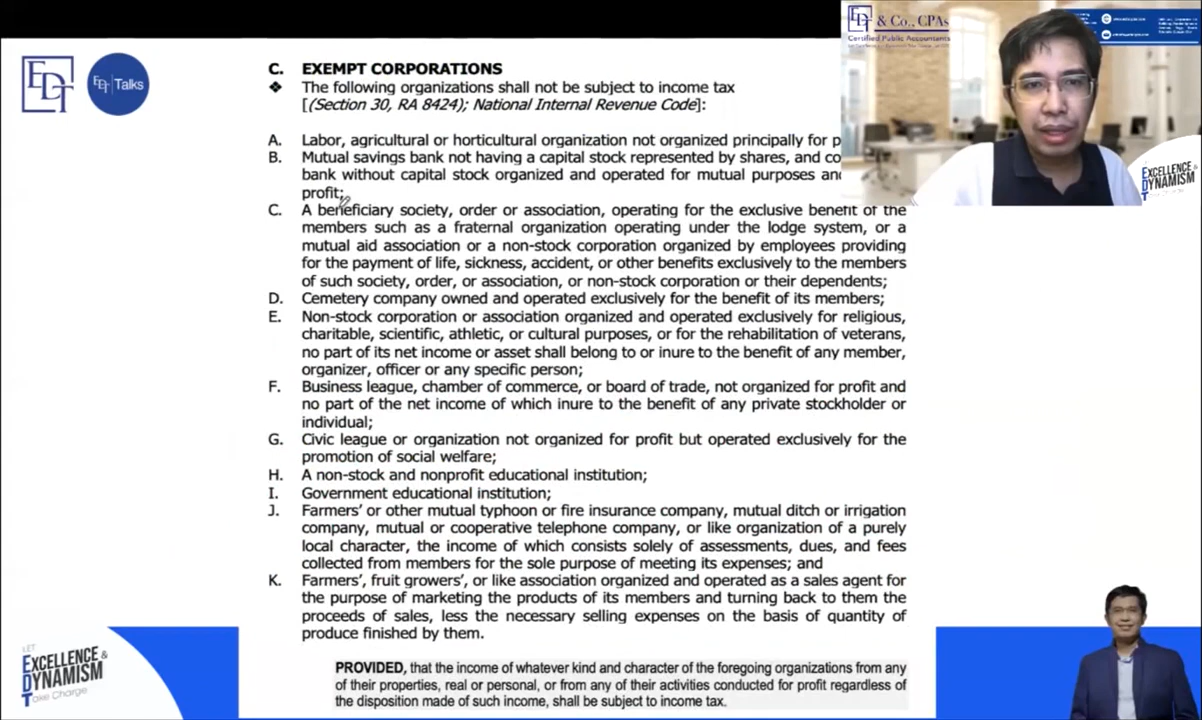 EDT
EDT Talks
& Co., CPAs
Certified Public Accountants
C. EXEMPT CORPORATIONS
❖ The following organizations shall not be subject to income tax
[(Section 30, RA 8424); National Internal Revenue Code]:
A. Labor, agricultural or horticultural organization not organized principally for p
B. Mutual savings bank not having a capital stock represented by shares, and co
bank without capital stock organized and operated for mutual purposes and
profit;
C. A beneficiary society, order or association, operating for the exclusive benefit of the
members such as a fraternal organization operating under the lodge system, or a
mutual aid association or a non-stock corporation organized by employees providing
for the payment of life, sickness, accident, or other benefits exclusively to the members
of such society, order, or association, or non-stock corporation or their dependents;
D. Cemetery company owned and operated exclusively for the benefit of its members;
E. Non-stock corporation or association organized and operated exclusively for religious,
charitable, scientific, athletic, or cultural purposes, or for the rehabilitation of veterans,
no part of its net income or asset shall belong to or inure to the benefit of any member,
organizer, officer or any specific person;
F. Business league, chamber of commerce, or board of trade, not organized for profit and
no part of the net income of which inure to the benefit of any private stockholder or
individual;
G. Civic league or organization not organized for profit but operated exclusively for the
promotion of social welfare;
H. A non-stock and nonprofit educational institution;
I. Government educational institution;
J. Farmers' or other mutual typhoon or fire insurance company, mutual ditch or irrigation
company, mutual or cooperative telephone company, or like organization of a purely
local character, the income of which consists solely of assessments, dues, and fees
collected from members for the sole purpose of meeting its expenses; and
K. Farmers', fruit growers', or like association organized and operated as a sales agent for
the purpose of marketing the products of its members and turning back to them the
proceeds of sales, less the necessary selling expenses on the basis of quantity of
produce finished by them.
PROVIDED, that the income of whatever kind and character of the foregoing organizations from any
of their properties, real or personal, or from any of their activities conducted for profit regardless of
the disposition made of such income, shall be subject to income tax.
EXCELLENCE &
DYNAMISM
LET
EXCELLENCE &
DYNAMISM
Take Charge